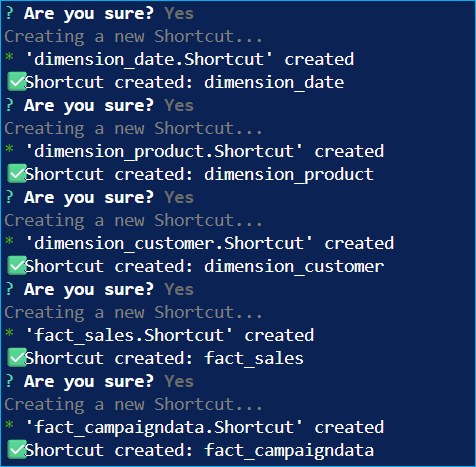 ? Are you sure? Yes
Creating a new Shortcut...
* 'dimension_date.Shortcut' created
✅Shortcut created: dimension_date
? Are you sure? Yes
Creating a new Shortcut...
* 'dimension_product.Shortcut' created
✅Shortcut created: dimension_product
? Are you sure? Yes
Creating a new Shortcut...
* 'dimension_customer.Shortcut' created
✅Shortcut created: dimension_customer
? Are you sure? Yes
Creating a new Shortcut...
* 'fact_sales.Shortcut' created
✅Shortcut created: fact_sales
? Are you sure? Yes
Creating a new Shortcut...
* 'fact_campaigndata.Shortcut' created
✅Shortcut created: fact_campaigndata